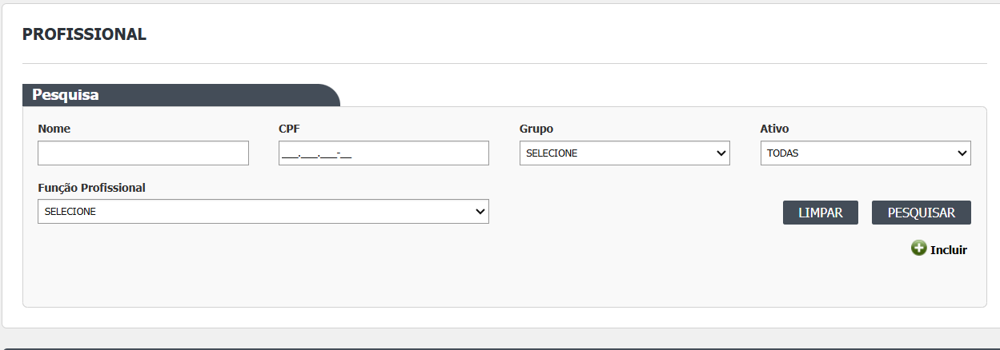 PROFISSIONAL
Pesquisa
Nome CPF Grupo Ativo
___.___.___-__ SELECIONE TODAS
Função Profissional
SELECIONE LIMPAR PESQUISAR
Incluir